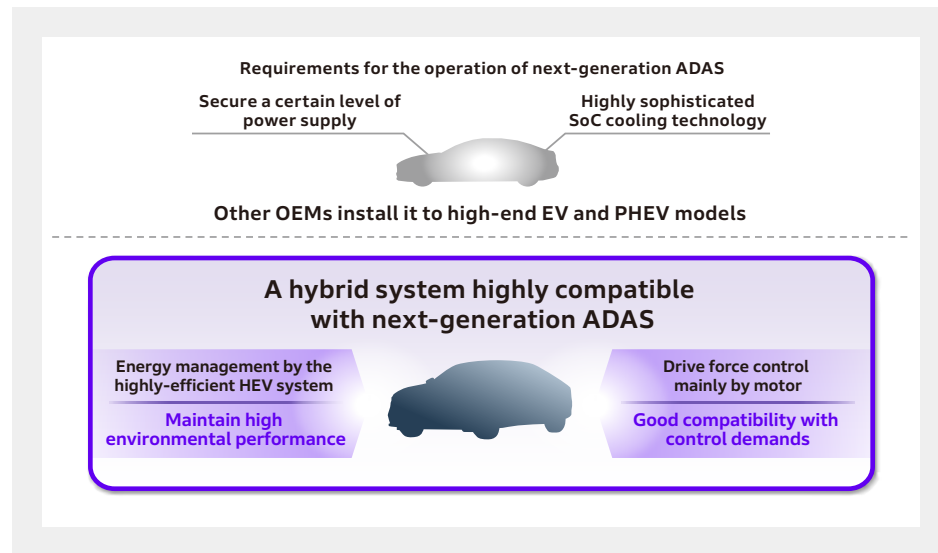 Requirements for the operation of next-generation ADAS
Secure a certain level of
power supply
Highly sophisticated
SoC cooling technology
Other OEMs install it to high-end EV and PHEV models
A hybrid system highly compatible
with next-generation ADAS
Energy management by the
highly-efficient HEV system
Maintain high
environmental performance
Drive force control
mainly by motor
Good compatibility with
control demands